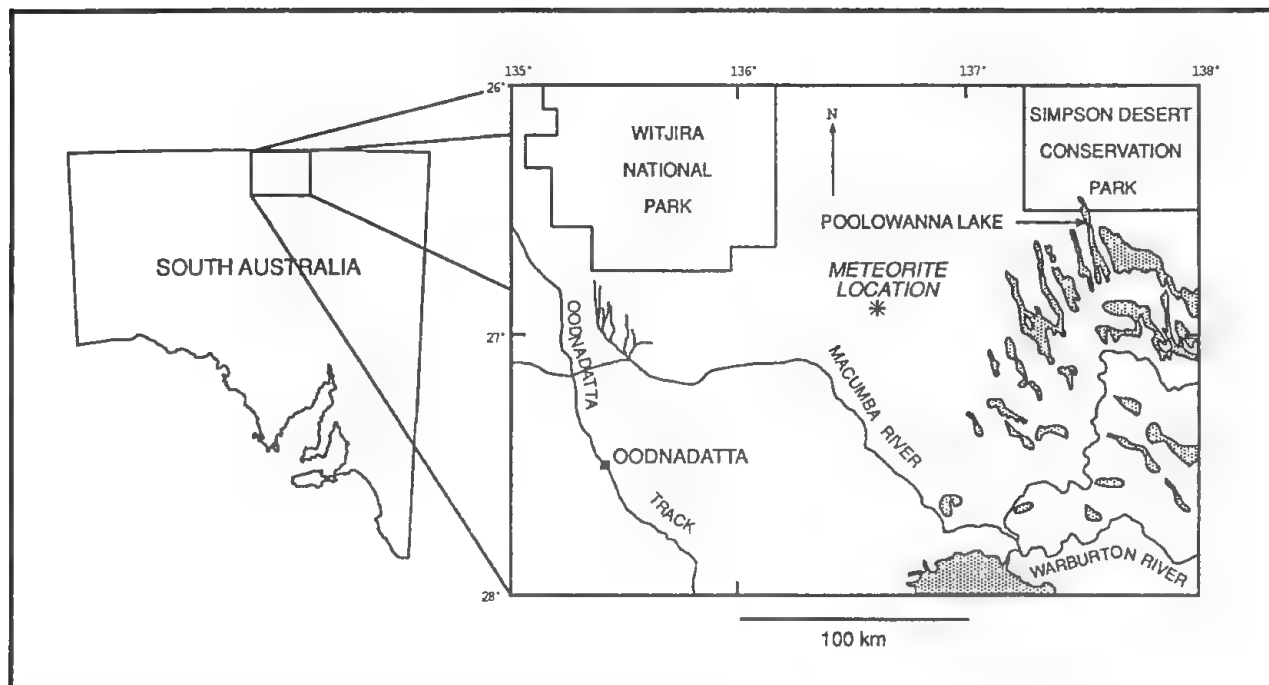 135°
136°
137°
138°
26°
WITJIRA
NATIONAL
PARK
N
SIMPSON DESERT
CONSERVATION
PARK
POOLOWANNA LAKE
SOUTH AUSTRALIA
METEORITE
LOCATION
OODNADATTA
27°
MACUMBA RIVER
OODNADATTA
TRACK
WARBURTON RIVER
28°
100 km